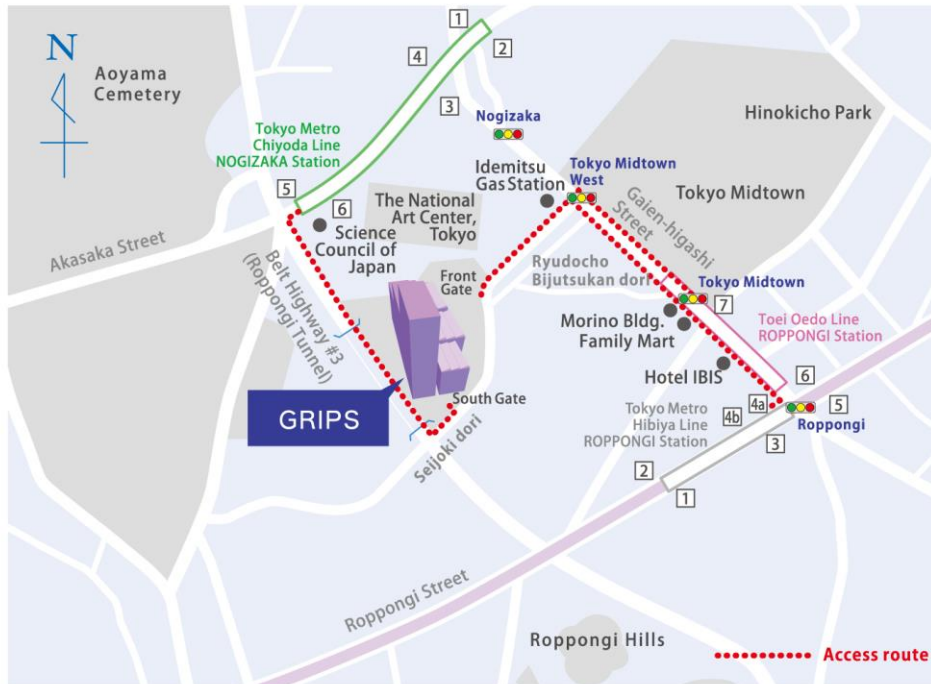 N
Aoyama
Cemetery
1
2
4
3
Nogizaka
Hinokicho Park
Tokyo Metro
Chiyoda Line
NOGIZAKA Station
Idemitsu
Gas Station
Tokyo Midtown
West
Tokyo Midtown
5
6
Science
Council of
Japan
The National
Art Center,
Tokyo
Gaien-higashi
Street
Akasaka Street
Belt Highway #3
(Roppongi Tunnel)
Front
Gate
Ryudocho
Bijutsukan dori
Tokyo Midtown
7
Morino Bldg.
Family Mart
Toei Oedo Line
ROPPONGI Station
Hotel IBIS
6
GRIPS
South Gate
Seijoki dori
Tokyo Metro
Hibiya Line
ROPPONGI Station
4a
4b
5
Roppongi
3
2
1
Roppongi Street
Roppongi Hills
Access route